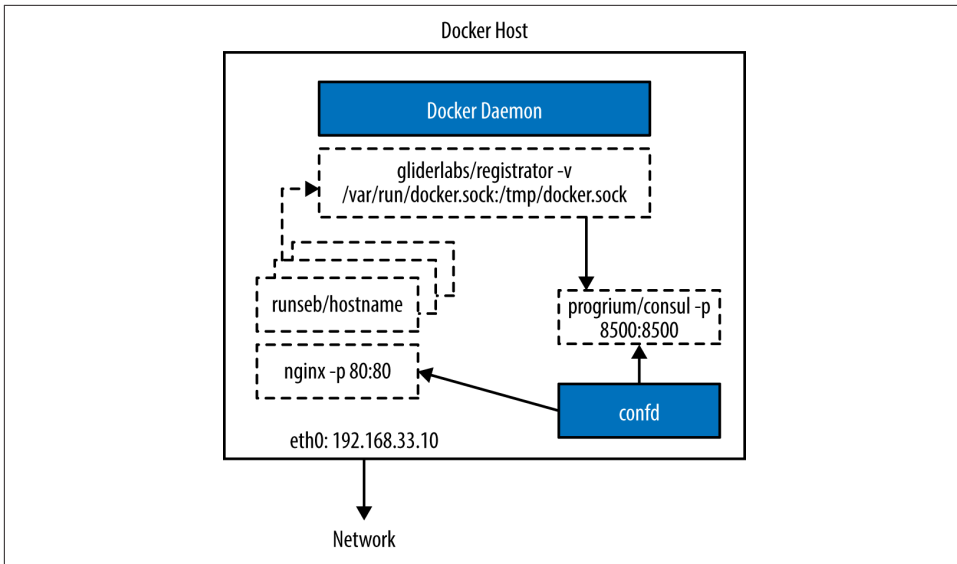 Docker Host
Docker Daemon
gliderlabs/registrator -v
/var/run/docker.sock:/tmp/docker.sock
runseb/hostname
progrium/consul -p
8500:8500
nginx -p 80:80
confd
eth0: 192.168.33.10
Network